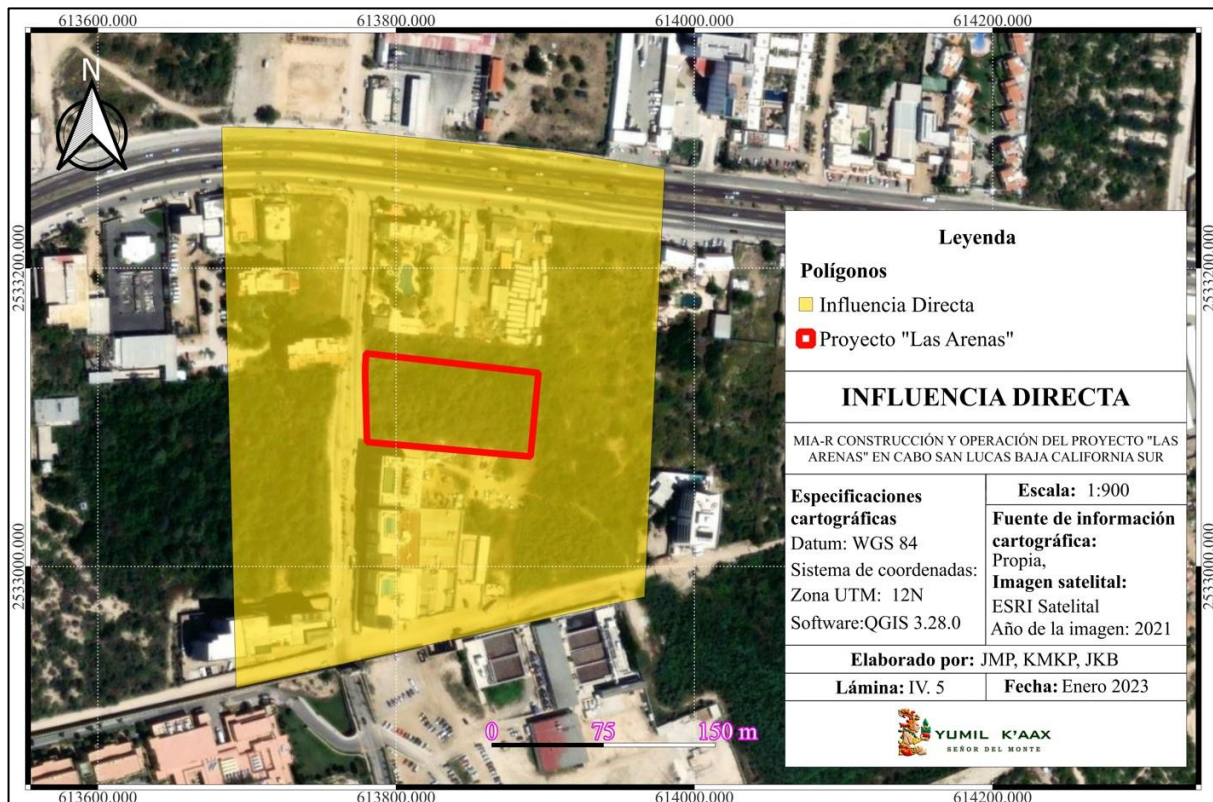 613600.000
613800.000
614000.000
614200.000
N
2533200.000
2533200.000
2533000.000
2533000.000
Leyenda
Polígonos
Influencia Directa
Proyecto "Las Arenas"
INFLUENCIA DIRECTA
MIA-R CONSTRUCCIÓN Y OPERACIÓN DEL PROYECTO "LAS
ARENAS" EN CABO SAN LUCAS BAJA CALIFORNIA SUR
Especificaciones
cartográficas
Datum: WGS 84
Sistema de coordenadas:
Zona UTM: 12N
Software:QGIS 3.28.0
Escala: 1:900
Fuente de información
cartográfica:
Propia,
Imagen satelital:
ESRI Satelital
Año de la imagen: 2021
Elaborado por: JMP, KMKP, JKB
Lámina: IV. 5
Fecha: Enero 2023
YUMIL K'AAX
SEÑOR DEL MONTE
0 75 150 m
613600.000
613800.000
614000.000
614200.000